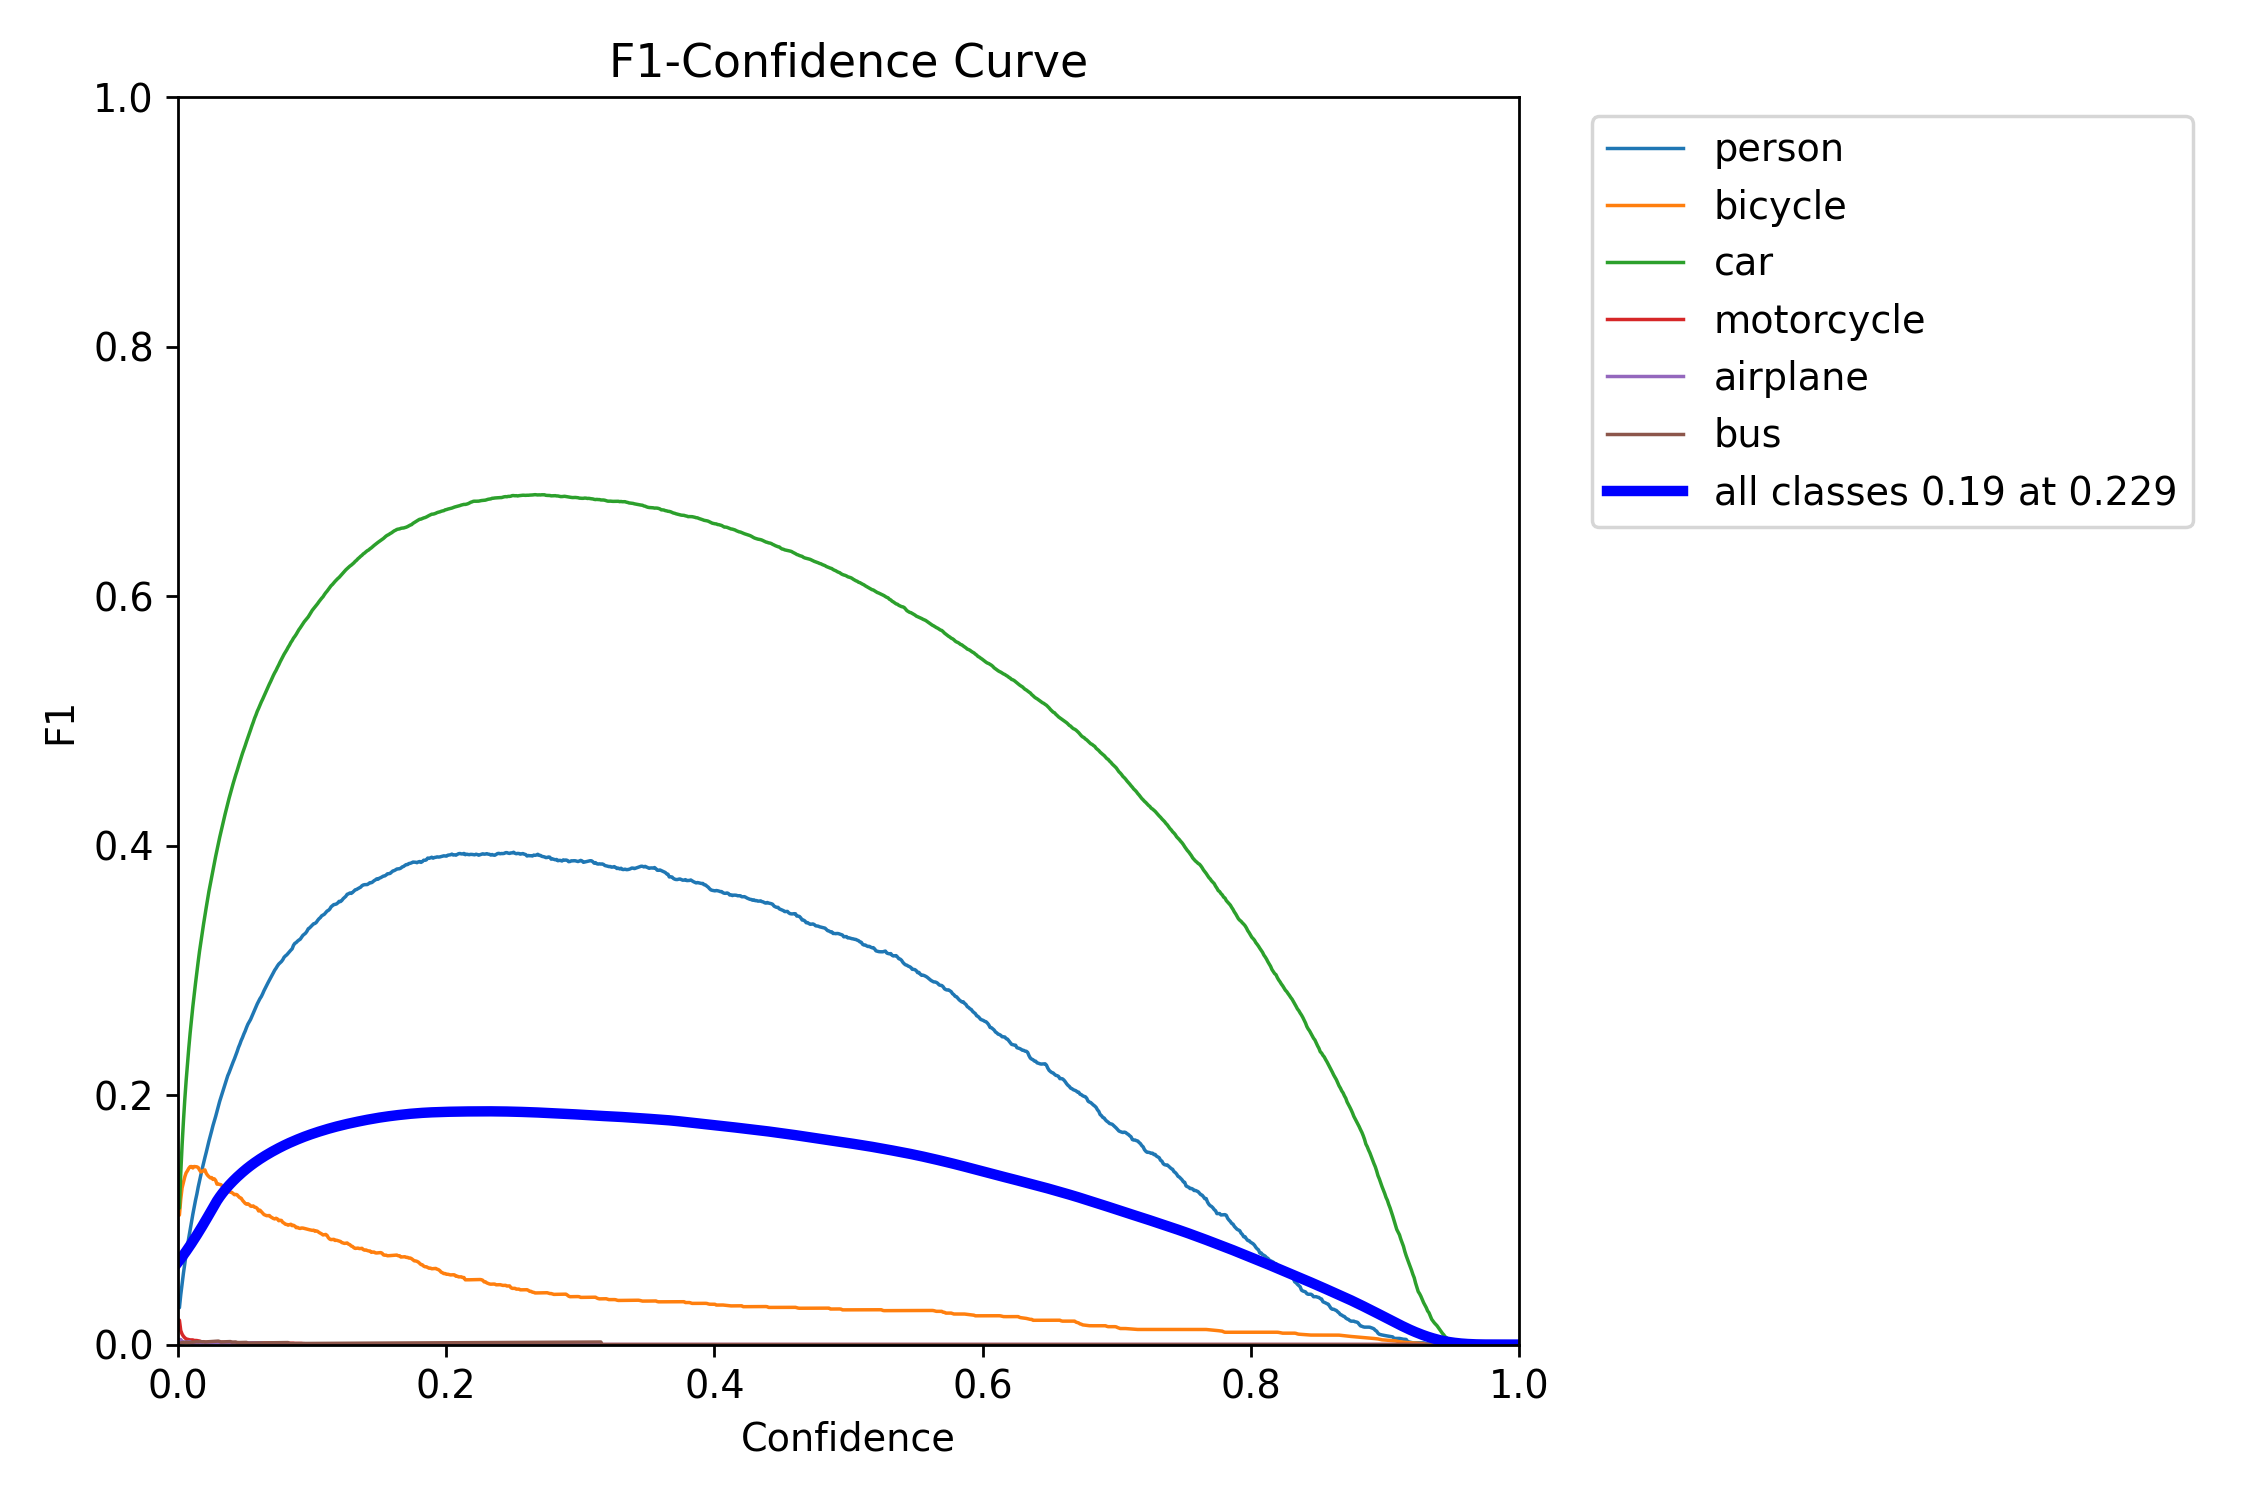 F1-Confidence Curve
1.0
0.8
0.6
0.4
0.2
0.0
F1
0.0 0.2 0.4 0.6 0.8 1.0
Confidence
person
bicycle
car
motorcycle
airplane
bus
all classes 0.19 at 0.229